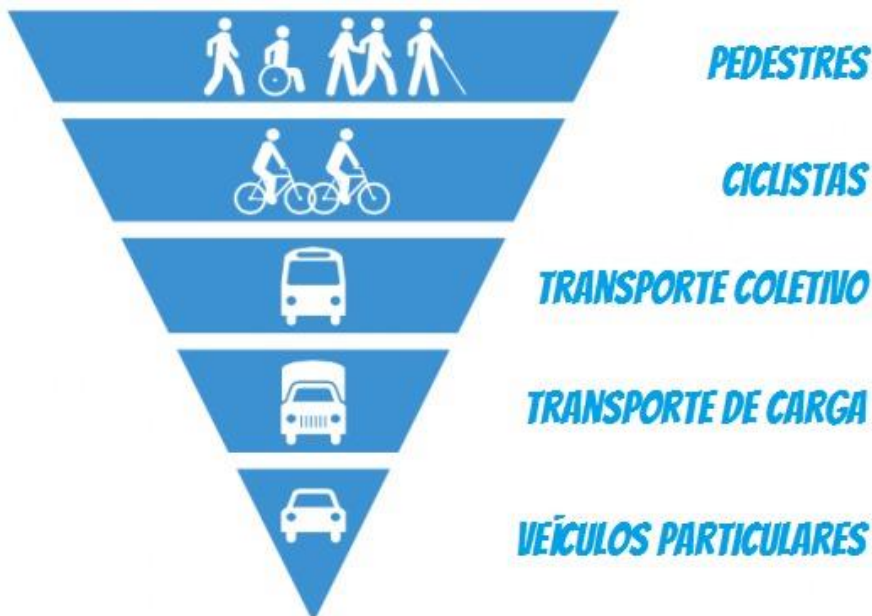 PEDESTRES
CICLISTAS
TRANSPORTE COLETIVO
TRANSPORTE DE CARGA
VEÍCULOS PARTICULARES